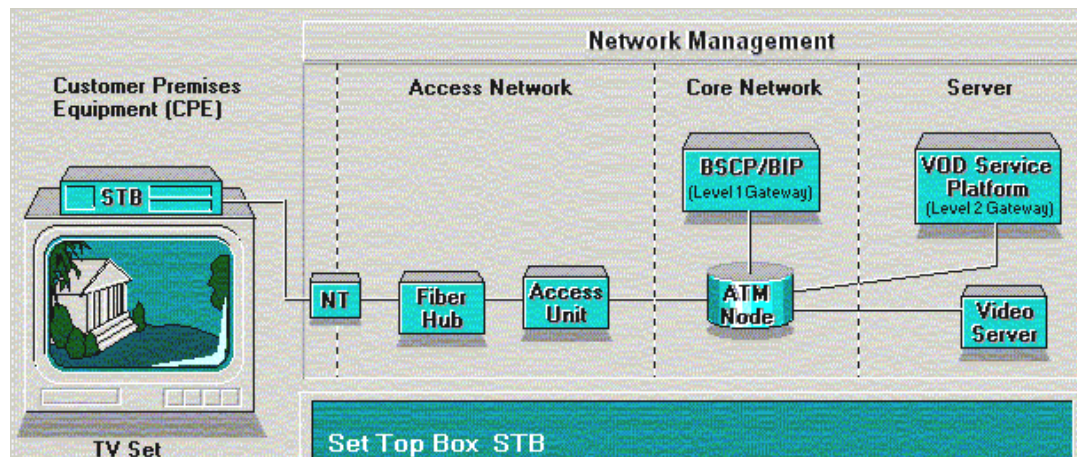 Network Management
Customer Premises
Equipment (CPE)
Access Network
Core Network
Server
STB
BSCP/BIP
(Level 1 Gateway)
VOD Service
Platform
(Level 2 Gateway)
NT
Fiber
Hub
Access
Unit
ATM
Node
Video
Server
TV Set
Set Top Box STB